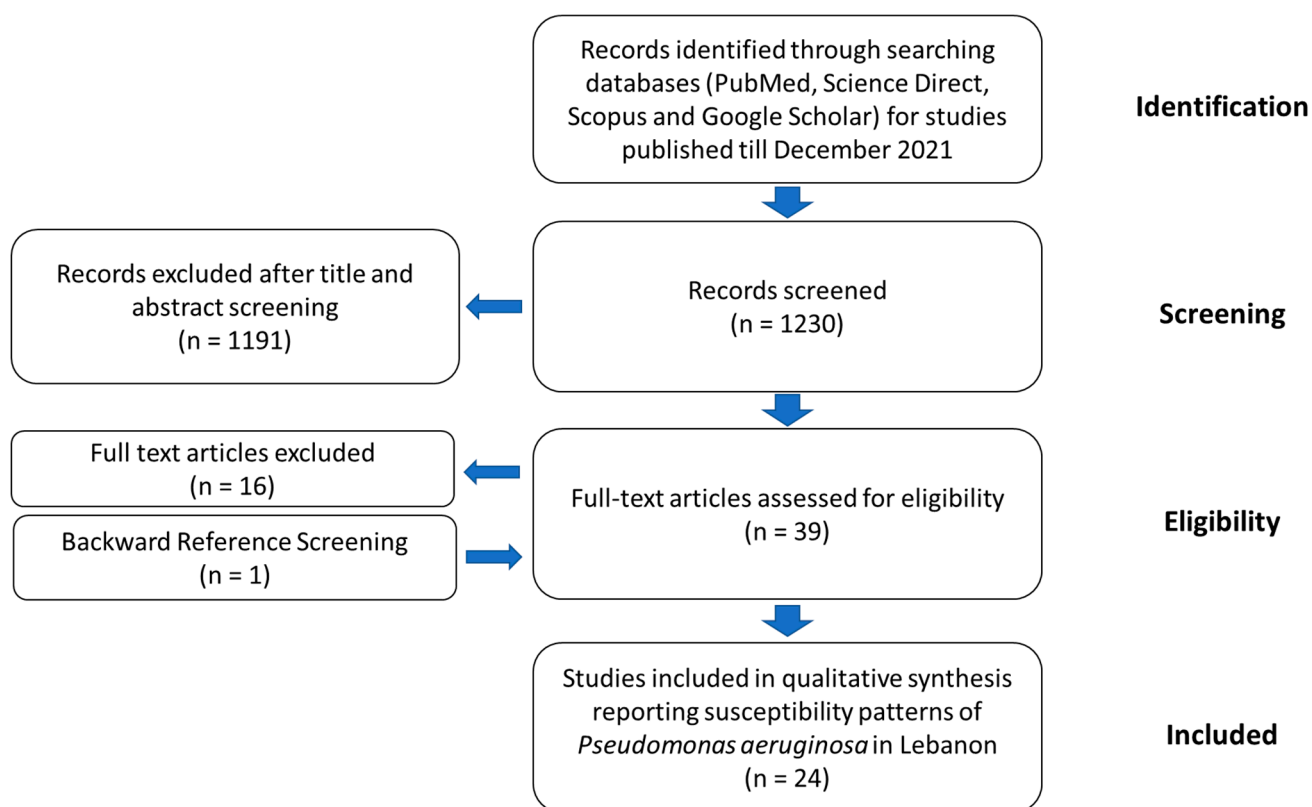 Records identified through searching
databases (PubMed, Science Direct,
Scopus and Google Scholar) for studies
published till December 2021
Identification
Records excluded after title and
abstract screening
(n = 1191)
Records screened
(n = 1230)
Screening
Full text articles excluded
(n = 16)
Backward Reference Screening
(n = 1)
Full-text articles assessed for eligibility
(n = 39)
Eligibility
Studies included in qualitative synthesis
reporting susceptibility patterns of
Pseudomonas aeruginosa in Lebanon
(n = 24)
Included